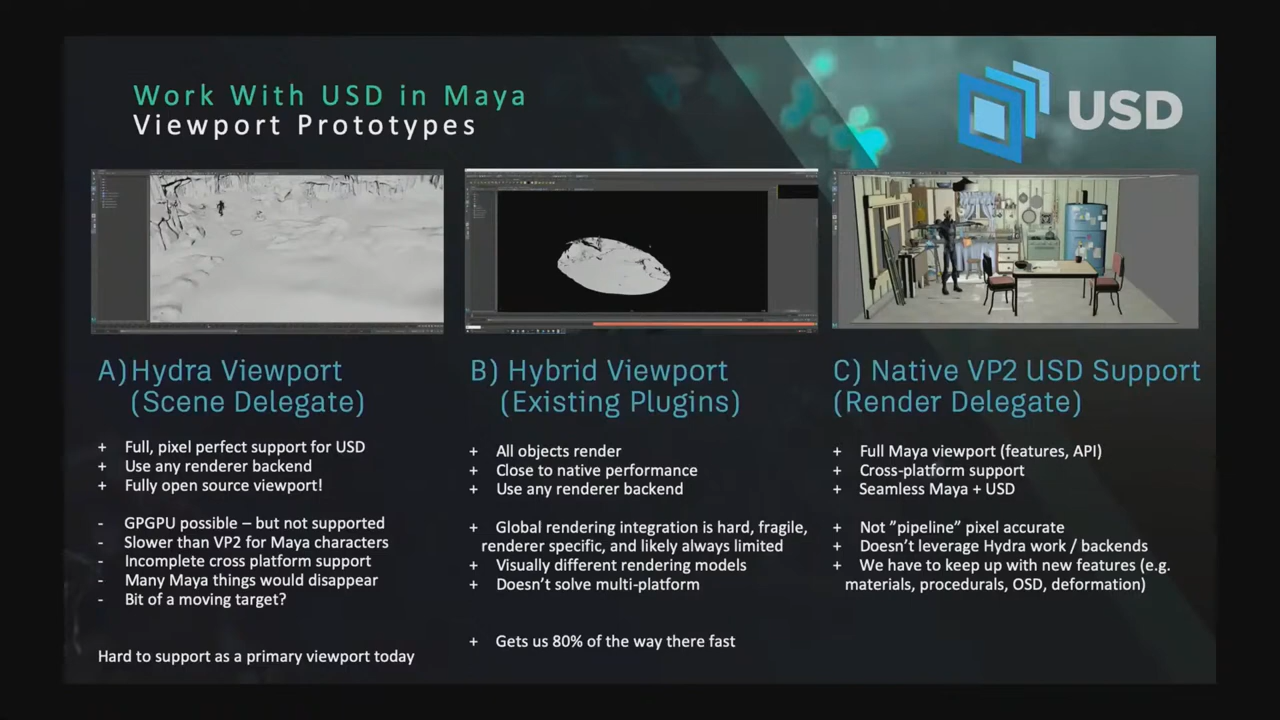 Work With USD in Maya
Viewport Prototypes
USD
A) Hydra Viewport
(Scene Delegate)
+ Full, pixel perfect support for USD
+ Use any renderer backend
+ Fully open source viewport!
- GPGPU possible – but not supported
- Slower than VP2 for Maya characters
- Incomplete cross platform support
- Many Maya things would disappear
- Bit of a moving target?
Hard to support as a primary viewport today
B) Hybrid Viewport
(Existing Plugins)
+ All objects render
+ Close to native performance
+ Use any renderer backend
+ Global rendering integration is hard, fragile,
renderer specific, and likely always limited
+ Visually different rendering models
+ Doesn't solve multi-platform
+ Gets us 80% of the way there fast
C) Native VP2 USD Support
(Render Delegate)
+ Full Maya viewport (features, API)
+ Cross-platform support
+ Seamless Maya + USD
+ Not "pipeline" pixel accurate
+ Doesn't leverage Hydra work / backends
+ We have to keep up with new features (e.g.
materials, procedurals, OSD, deformation)